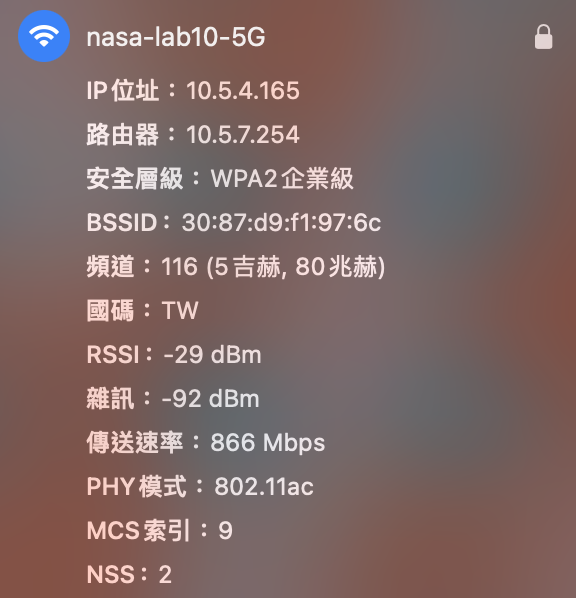 nasa-lab10-5G
IP位址：10.5.4.165
路由器：10.5.7.254
安全層級：WPA2企業級
BSSID：30:87:d9:f1:97:6c
頻道：116 (5吉赫, 80兆赫)
國碼：TW
RSSI：-29 dBm
雜訊：-92 dBm
傳送速率：866 Mbps
PHY模式：802.11ac
MCS索引：9
NSS：2